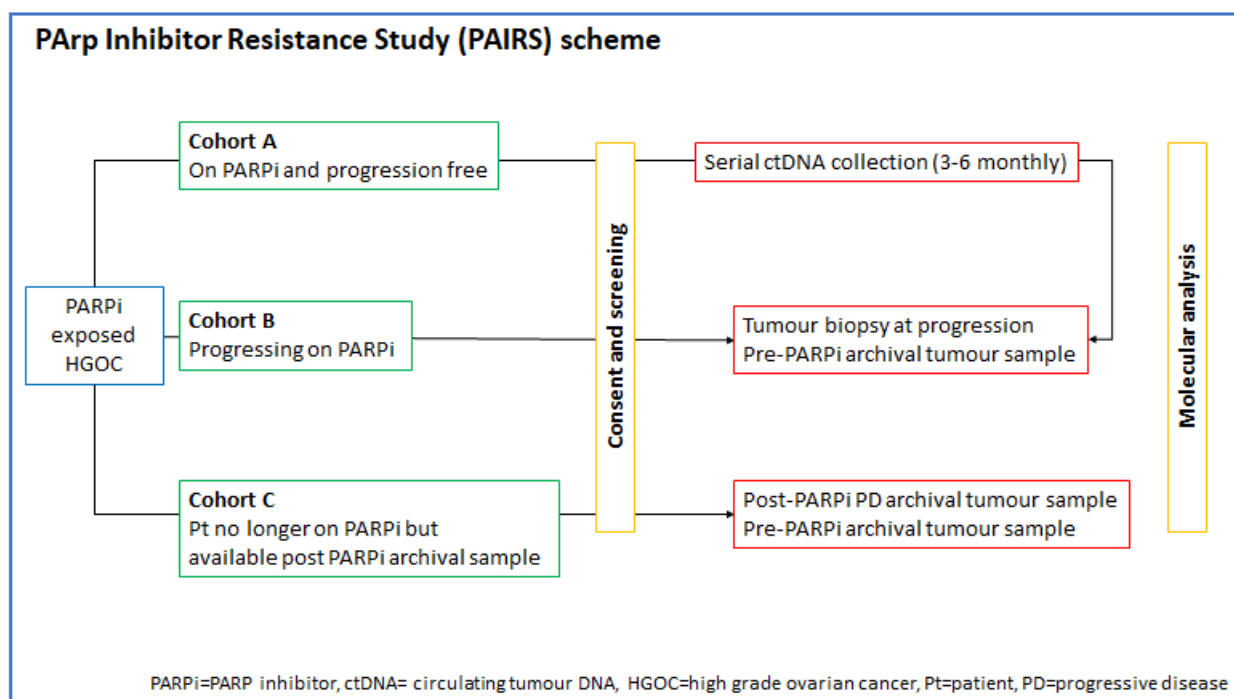 PArp Inhibitor Resistance Study (PAIRS) scheme
Cohort A
On PARPi and progression free
Serial ctDNA collection (3-6 monthly)
Consent and screening
Molecular analysis
PARPi
exposed
HGOC
Cohort B
Progressing on PARPi
Tumour biopsy at progression
Pre-PARPi archival tumour sample
Cohort C
Pt no longer on PARPi but
available post PARPi archival sample
Post-PARPi PD archival tumour sample
Pre-PARPi archival tumour sample
PARPi=PARP inhibitor, ctDNA= circulating tumour DNA, HGOC=high grade ovarian cancer, Pt=patient, PD=progressive disease